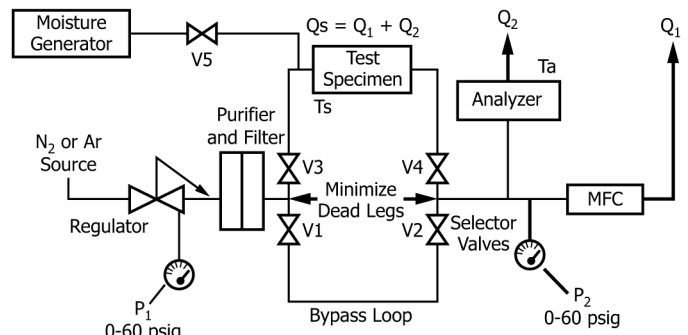 Moisture
Generator
V5
Qs = Q1 + Q2
Test
Specimen
Ts
Q2
Q1
Ta
Analyzer
Purifier
and Filter
N2 or Ar
Source
Regulator
V3
V4
Minimize
Dead Legs
V1
V2
Selector
Valves
MFC
P1
0-60 psig
P2
0-60 psig
Bypass Loop